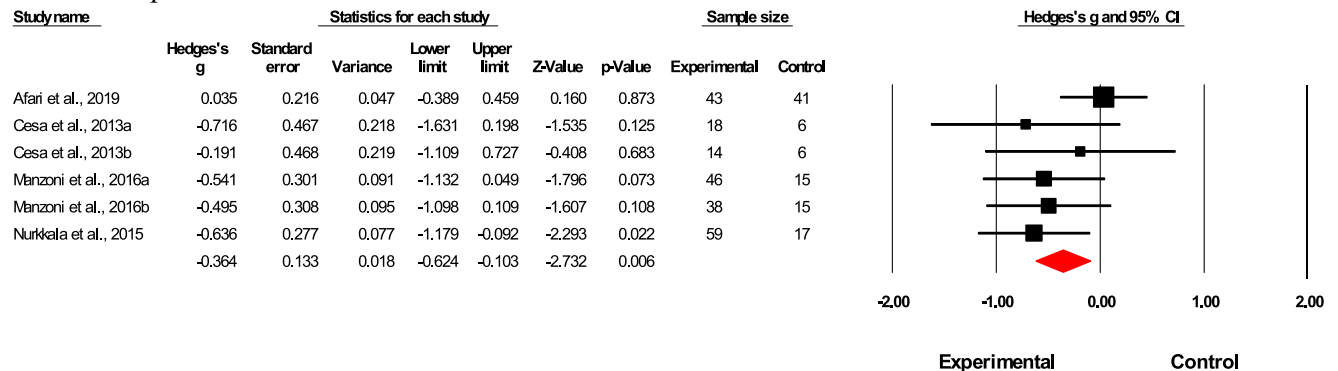 Study name Statistics for each study Sample size Hedges's g and 95% CI
Hedges's g Standard error Variance Lower limit Upper limit Z-Value p-Value Experimental Control
Afari et al., 2019 0.035 0.216 0.047 -0.389 0.459 0.160 0.873 43 41
Cesa et al., 2013a -0.716 0.467 0.218 -1.631 0.198 -1.535 0.125 18 6
Cesa et al., 2013b -0.191 0.468 0.219 -1.109 0.727 -0.408 0.683 14 6
Manzoni et al., 2016a -0.541 0.301 0.091 -1.132 0.049 -1.796 0.073 46 15
Manzoni et al., 2016b -0.495 0.308 0.095 -1.098 0.109 -1.607 0.108 38 15
Nurkkala et al., 2015 -0.636 0.277 0.077 -1.179 -0.092 -2.293 0.022 59 17
-0.364 0.133 0.018 -0.624 -0.103 -2.732 0.006
-2.00 -1.00 0.00 1.00 2.00
Experimental Control